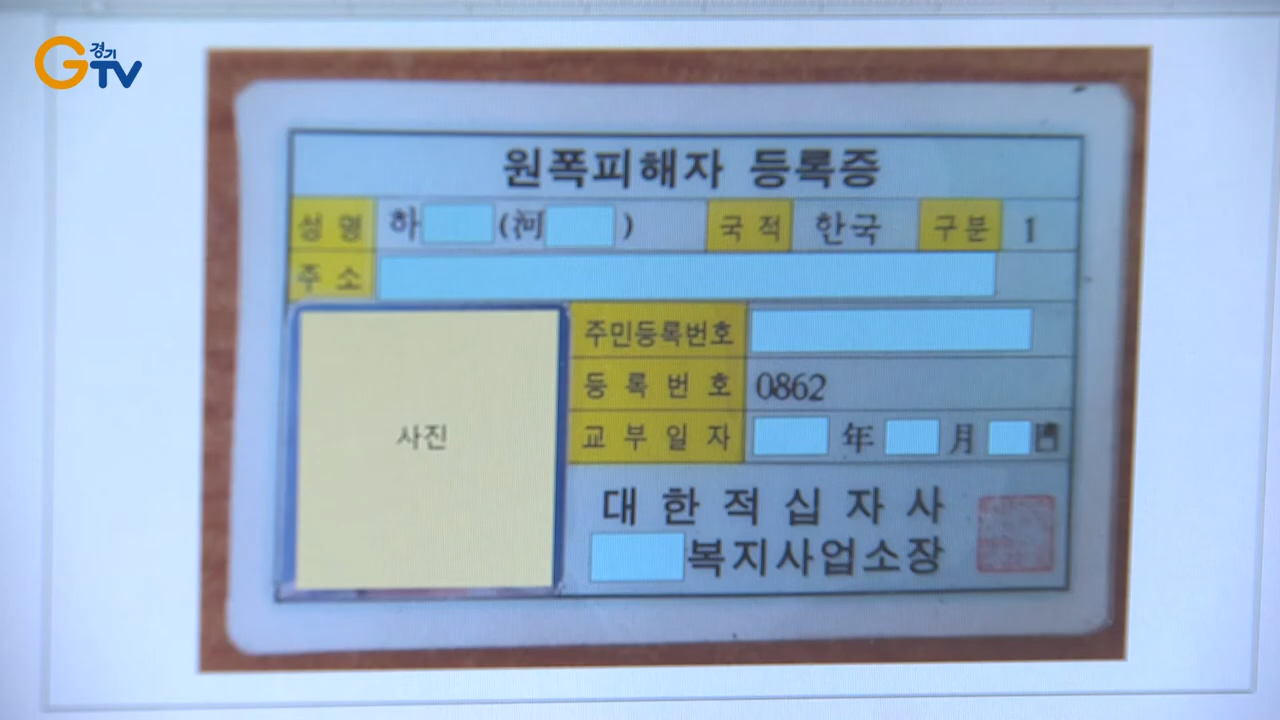 경기
GTV
원폭피해자 등록증
성명 하 (河 ) 국적 한국 구분 1
주소
주민등록번호
등록번호 0862
사진
교부일자 年 月
대한적십자사
복지사업소장